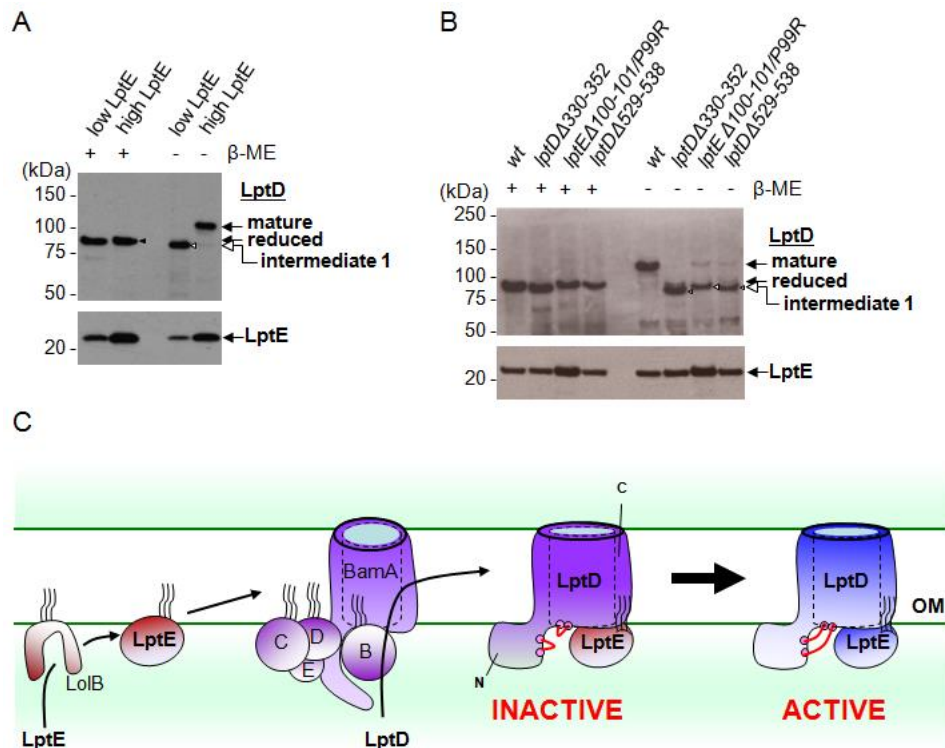 A
low LptE
high LptE
low LptE
high LptE
+ + - - β-ME
(kDa)
LptD
150 -
100 -
75 -
50 -
mature
reduced
intermediate 1
20 -
LptE
B
wt
lptDΔ330-352
lptEΔ100-101/P99R
lptDΔ529-538
wt
lptDΔ330-352
lptEΔ100-101/P99R
lptDΔ529-538
+ + + + - - - - β-ME
(kDa)
250 -
LptD
150 -
100 -
75 -
50 -
mature
reduced
intermediate 1
20 -
LptE
C
C
BamA
LptD
LptD
OM
LptE
C
D
E
B
LptE
LptE
LolB
N
INACTIVE
ACTIVE
LptE
LptD